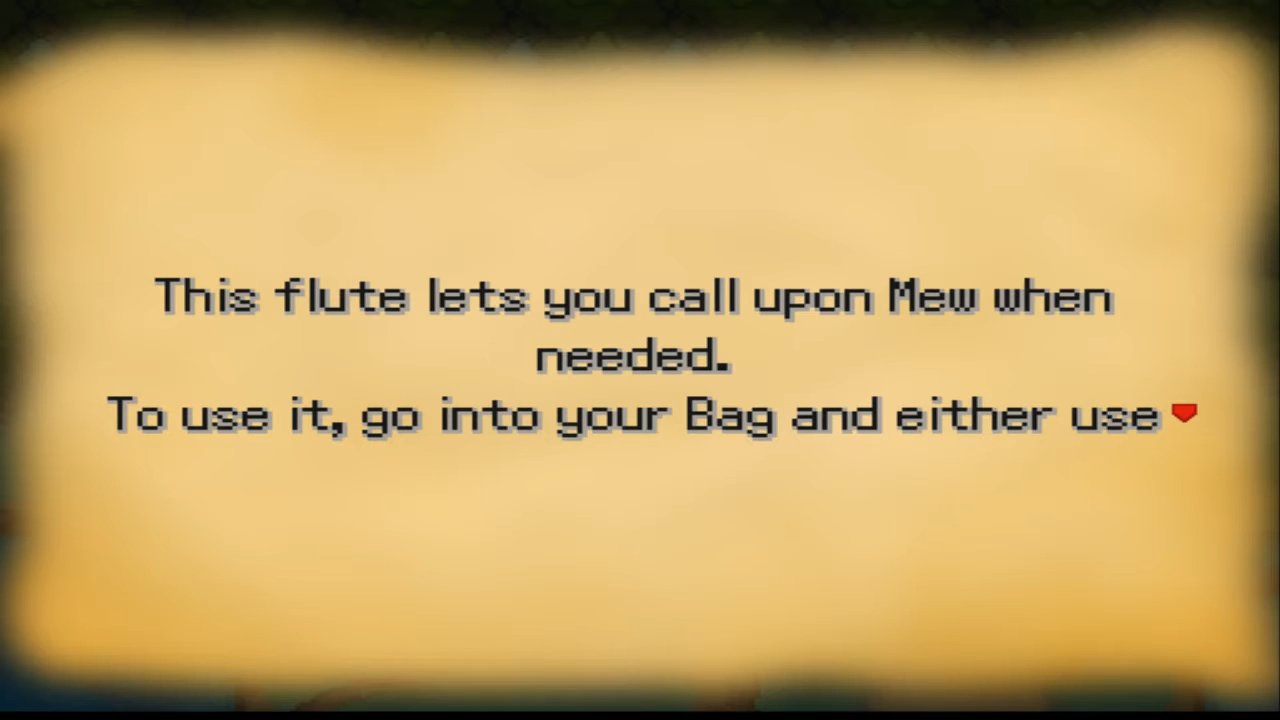 This flute lets you call upon Mew when
needed.
To use it, go into your Bag and either use